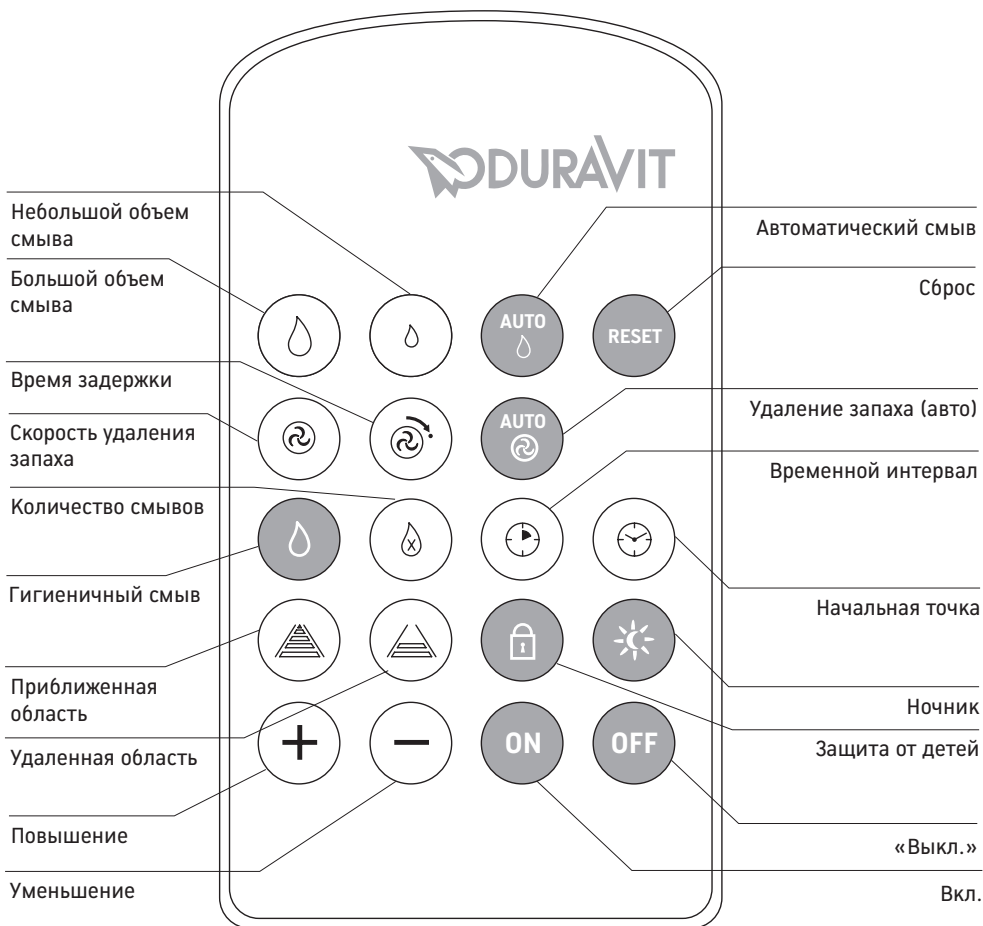 DURAVIT
Небольшой объем
смыва
Автоматический смыв
Большой объем
смыва
Сброс
AUTO
RESET
Время задержки
Удаление запаха (авто)
Скорость удаления
запаха
AUTO
Временной интервал
Количество смывов
X
Гигиеничный смыв
Начальная точка
Приближенная
область
Ночник
Удаленная область
Защита от детей
ON
OFF
Повышение
«Выкл.»
Уменьшение
Вкл.